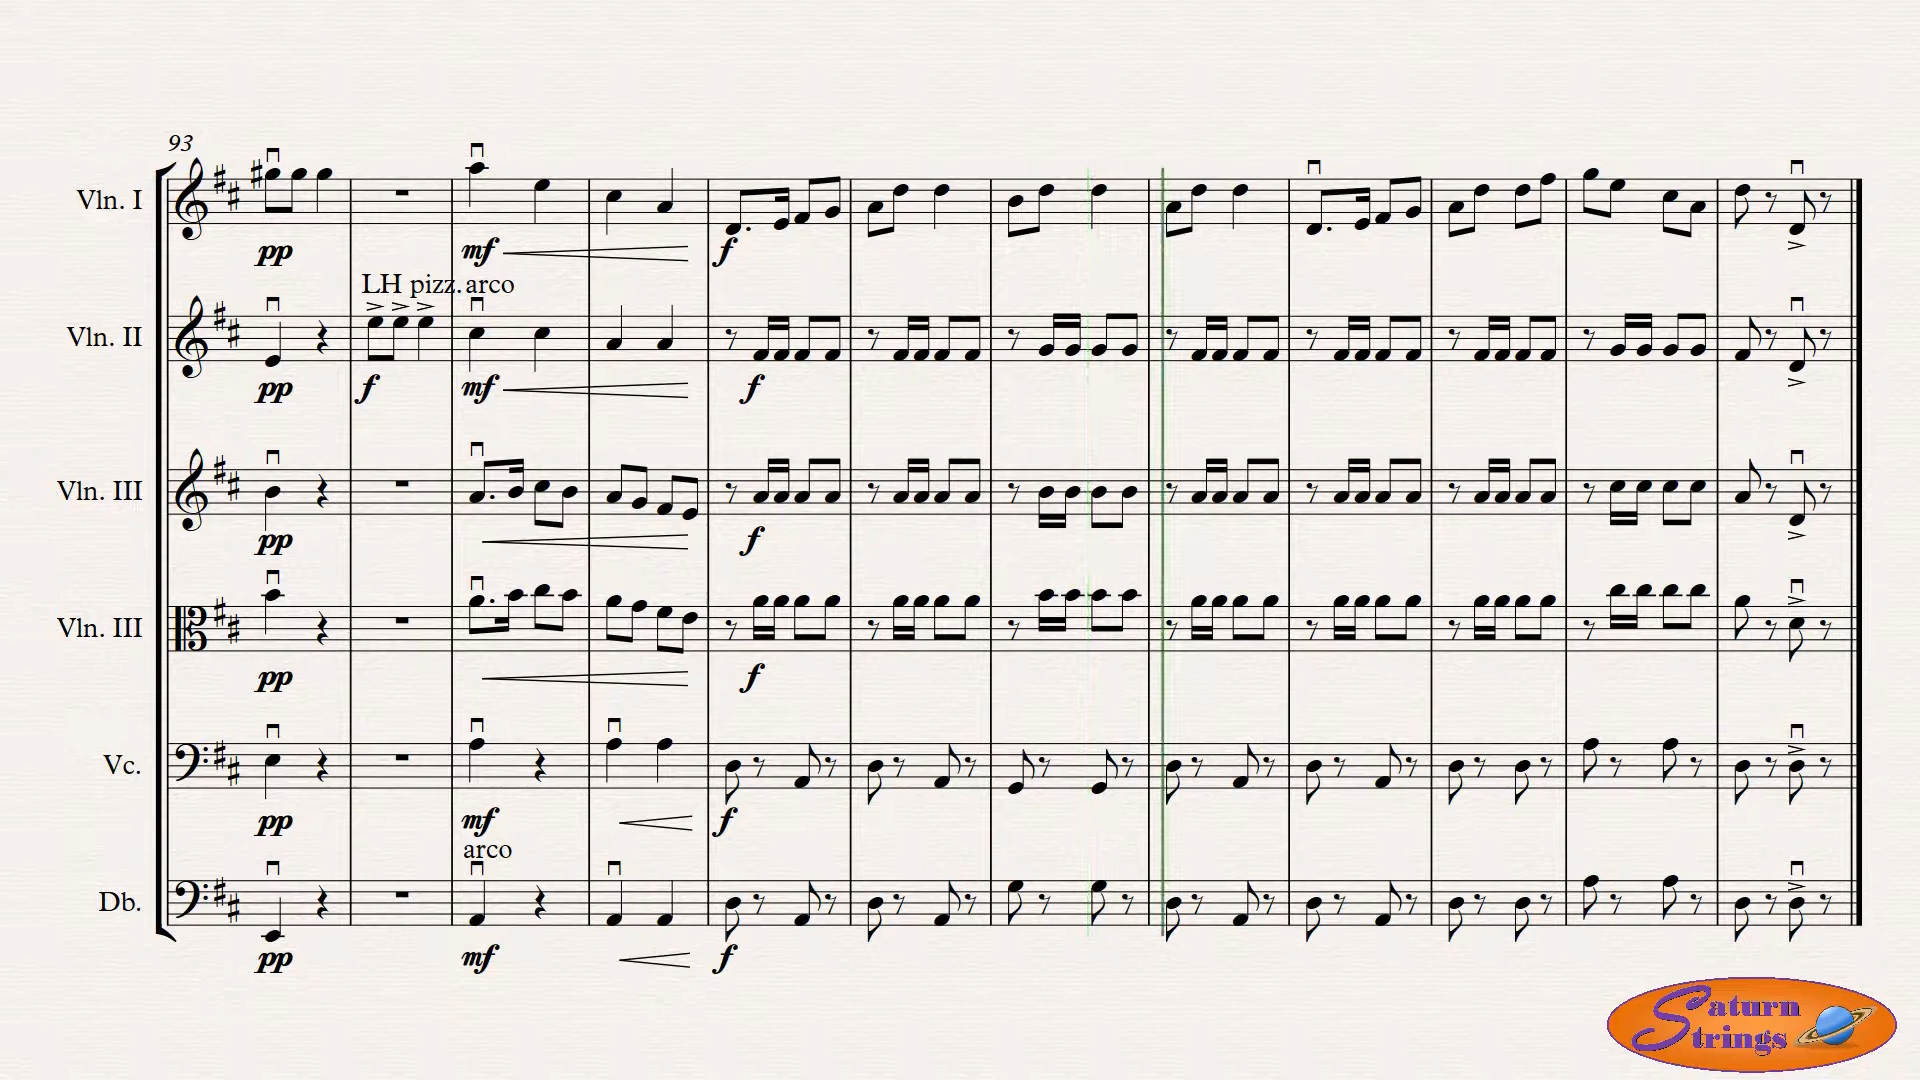 93
Vln. I
pp
mf
f
LH pizz. arco
Vln. II
pp
f
mf
f
Vln. III
pp
f
Vln. III
pp
f
Vc.
pp
mf
f
arco
Db.
pp
mf
f
Saturn
Strings